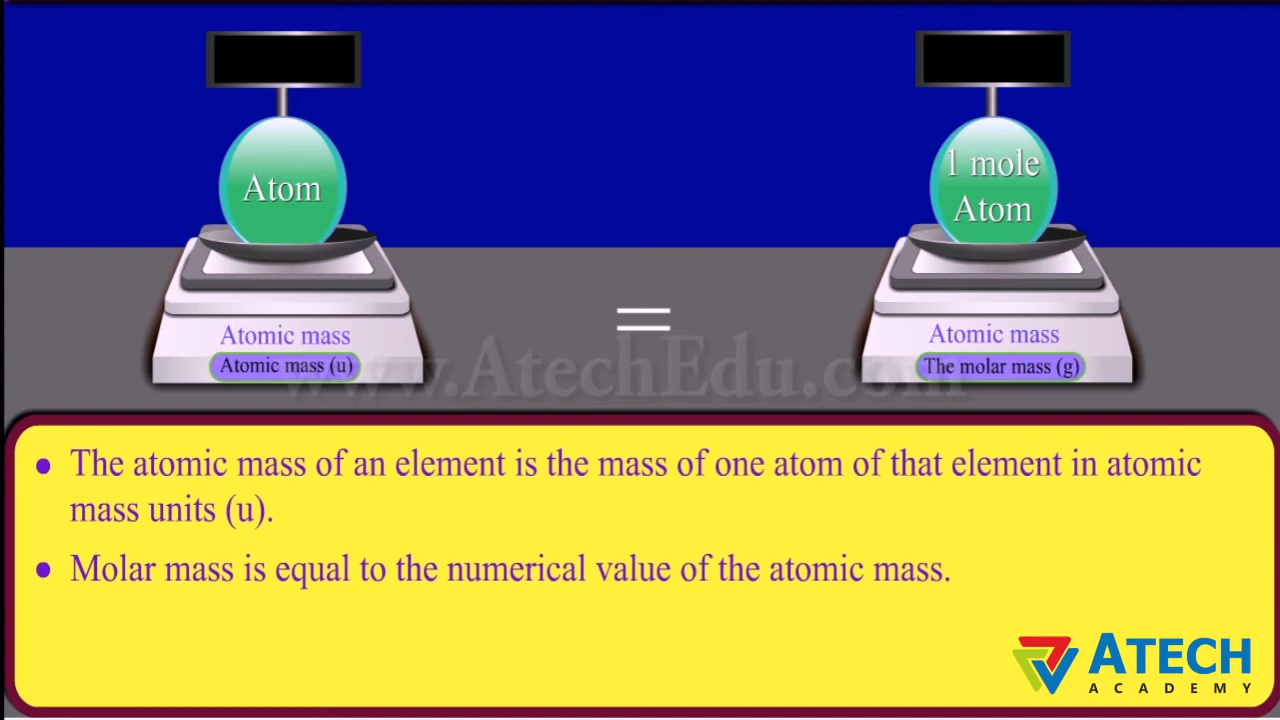 Atom
1 mole
Atom
=
Atomic mass
Atomic mass (u)
Atomic mass
The molar mass (g)
www.AtechEdu.com
• The atomic mass of an element is the mass of one atom of that element in atomic
mass units (u).
• Molar mass is equal to the numerical value of the atomic mass.
ATECH
ACADEMY